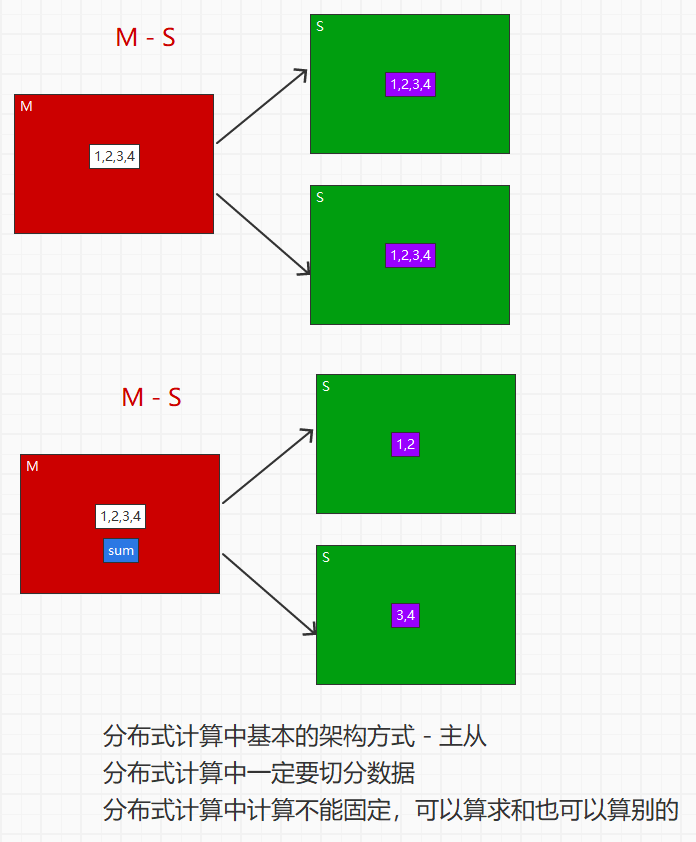 M - S
S
1,2,3,4
M
1,2,3,4
S
1,2,3,4
M - S
S
1,2
M
1,2,3,4
sum
S
3,4
分布式计算中基本的架构方式 - 主从
分布式计算中一定要切分数据
分布式计算中计算不能固定，可以算求和也可以算别的